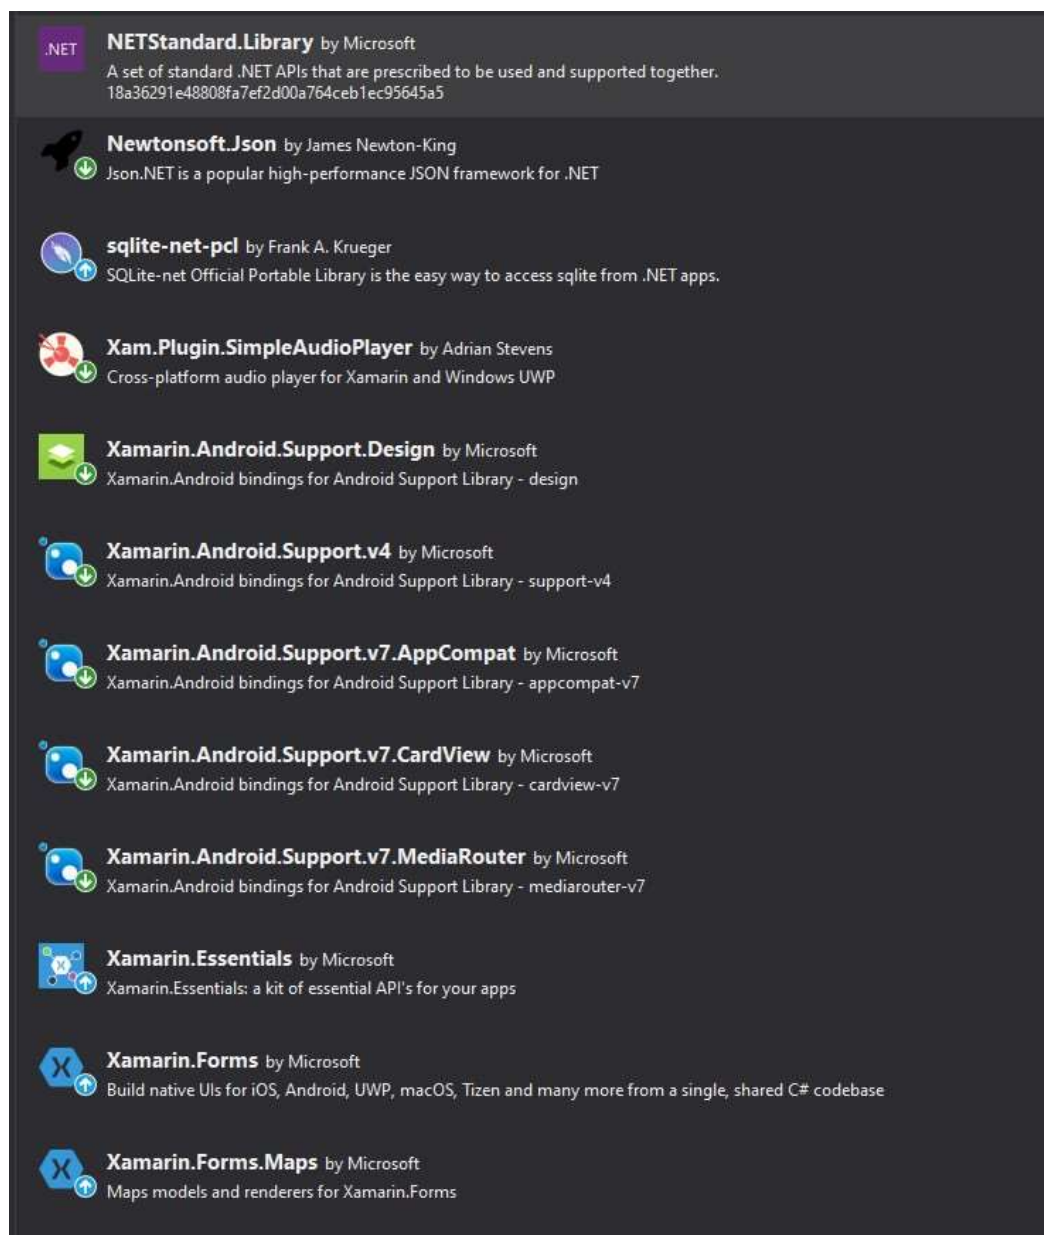 .NET
NETStandard.Library by Microsoft
A set of standard .NET APIs that are prescribed to be used and supported together.
18a36291e48808fa7ef2d00a764ceb1ec95645a5
Newtonsoft.Json by James Newton-King
Json.NET is a popular high-performance JSON framework for .NET
sqlite-net-pcl by Frank A. Krueger
SQLite-net Official Portable Library is the easy way to access sqlite from .NET apps.
Xam.Plugin.SimpleAudioPlayer by Adrian Stevens
Cross-platform audio player for Xamarin and Windows UWP
Xamarin.Android.Support.Design by Microsoft
Xamarin.Android bindings for Android Support Library - design
Xamarin.Android.Support.v4 by Microsoft
Xamarin.Android bindings for Android Support Library - support-v4
Xamarin.Android.Support.v7.AppCompat by Microsoft
Xamarin.Android bindings for Android Support Library - appcompat-v7
Xamarin.Android.Support.v7.CardView by Microsoft
Xamarin.Android bindings for Android Support Library - cardview-v7
Xamarin.Android.Support.v7.MediaRouter by Microsoft
Xamarin.Android bindings for Android Support Library - mediarouter-v7
Xamarin.Essentials by Microsoft
Xamarin.Essentials: a kit of essential API's for your apps
Xamarin.Forms by Microsoft
Build native UIs for iOS, Android, UWP, macOS, Tizen and many more from a single, shared C# codebase
Xamarin.Forms.Maps by Microsoft
Maps models and renderers for Xamarin.Forms